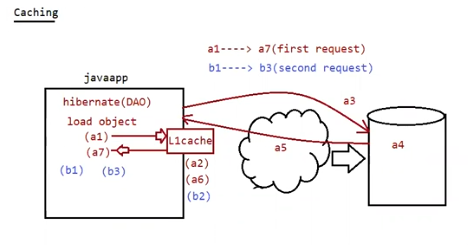 Caching
a1----> a7(first request)
b1----> b3(second request)
javaapp
hibernate(DAO)
load object
(a1)
(a7)
L1cache
(b1) (b3)
(a2)
(a6)
(b2)
a3
a5
a4